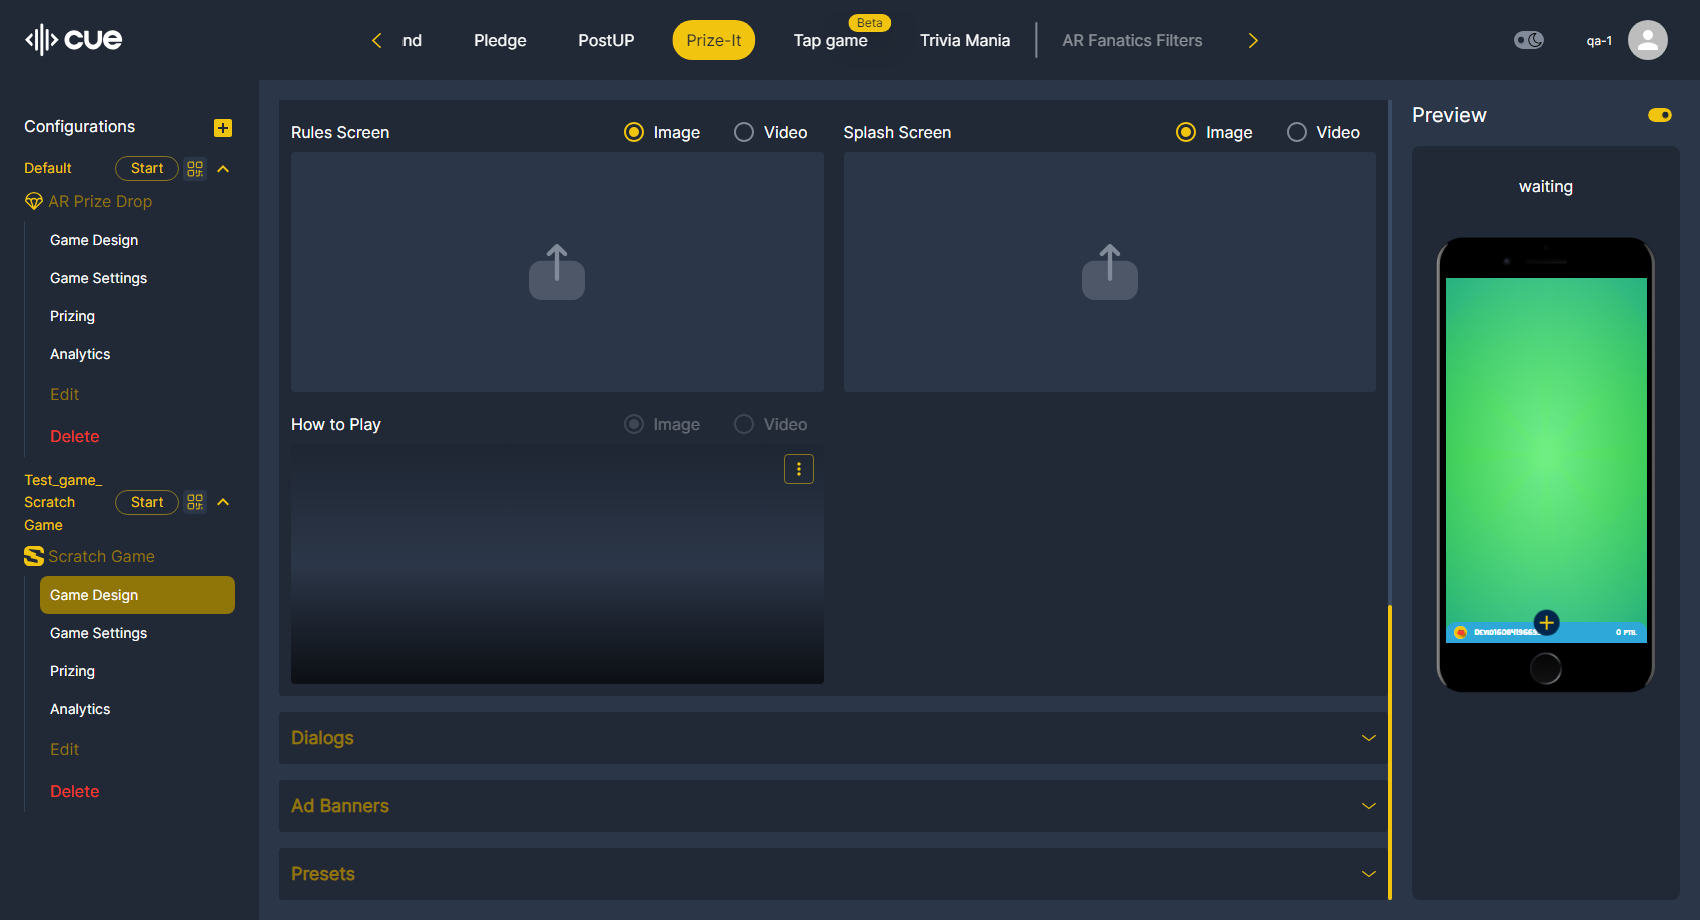 cue
Pledge
PostUP
Prize-It
Beta
Tap game
Trivia Mania
AR Fanatics Filters
qa-1
Configurations
Default
Start
AR Prize Drop
Game Design
Game Settings
Prizing
Analytics
Edit
Delete
Test_game_
Scratch
Game
Start
Scratch Game
Game Design
Game Settings
Prizing
Analytics
Edit
Delete
Rules Screen
Image
Video
Splash Screen
Image
Video
How to Play
Image
Video
Dialogs
Ad Banners
Presets
Preview
waiting
0 PTS.